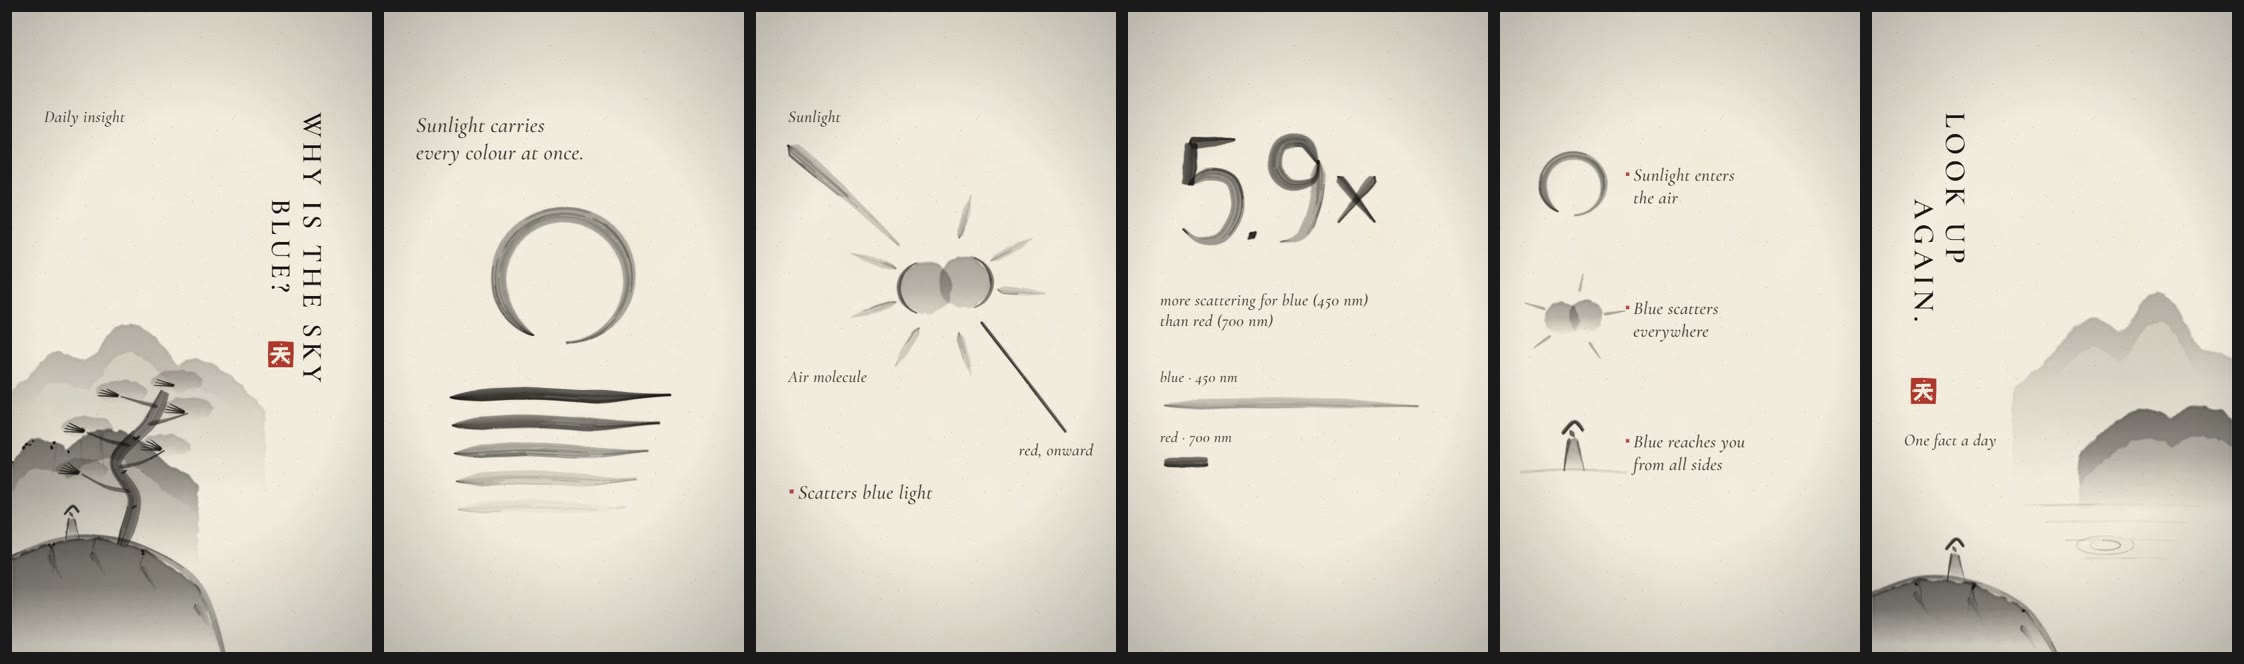 Daily insight
WHY IS THE SKY
BLUE?
天
Sunlight carries
every colour at once.
Sunlight
Air molecule
red, onward
Scatters blue light
5.9x
more scattering for blue (450 nm)
than red (700 nm)
blue · 450 nm
red · 700 nm
Sunlight enters
the air
Blue scatters
everywhere
Blue reaches you
from all sides
LOOK UP
AGAIN.
天
One fact a day